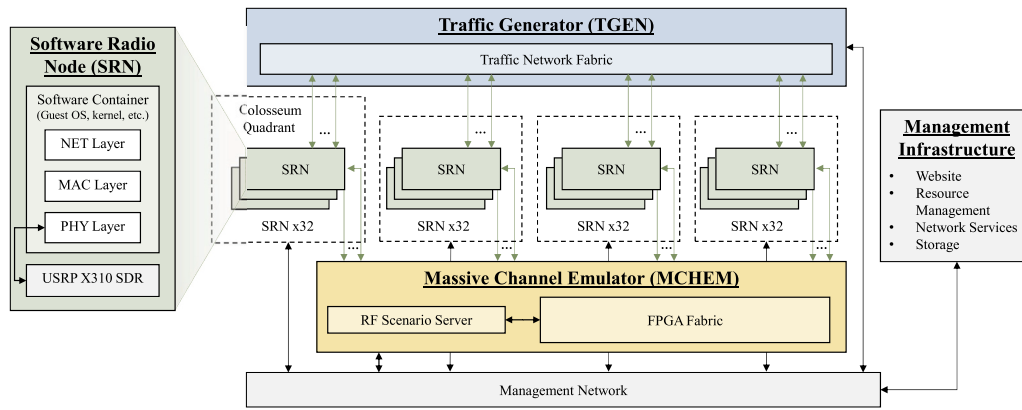 Software Radio
Node (SRN)
Software Container
(Guest OS, kernel, etc.)
NET Layer
MAC Layer
PHY Layer
USRP X310 SDR
Traffic Generator (TGEN)
Traffic Network Fabric
Colosseum
Quadrant
...
...
...
...
SRN
SRN
SRN
SRN
SRN x32
SRN x32
SRN x32
SRN x32
...
...
...
...
Massive Channel Emulator (MCHEM)
RF Scenario Server
FPGA Fabric
Management Network
Management
Infrastructure
• Website
• Resource
Management
• Network Services
• Storage